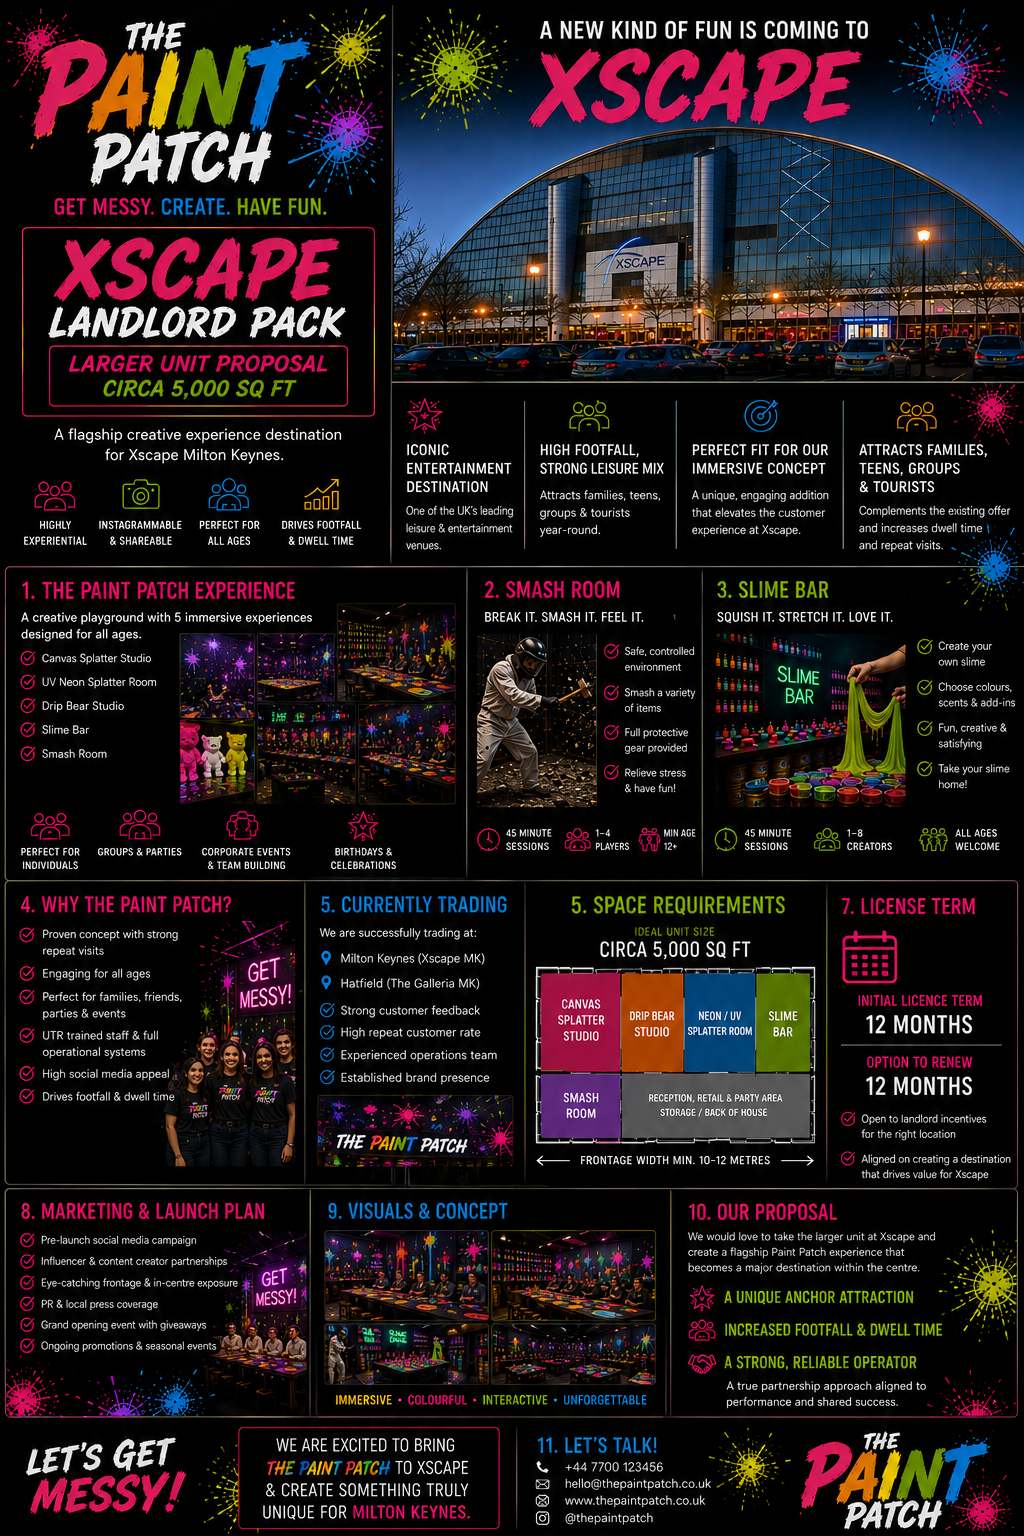 THE
PAINT
PATCH
GET MESSY. CREATE. HAVE FUN.
XSCAPE
LANDLORD PACK
LARGER UNIT PROPOSAL
CIRCA 5,000 SQ FT
A flagship creative experience destination
for Xscape Milton Keynes.
HIGHLY
EXPERIENTIAL
INSTAGRAMMABLE
& SHAREABLE
PERFECT FOR
ALL AGES
DRIVES FOOTFALL
& DWELL TIME
A NEW KIND OF FUN IS COMING TO
XSCAPE
XSCAPE
ICONIC
ENTERTAINMENT
DESTINATION
One of the UK's leading
leisure & entertainment
venues.
HIGH FOOTFALL,
STRONG LEISURE MIX
Attracts families, teens,
groups & tourists
year-round.
PERFECT FIT FOR OUR
IMMERSIVE CONCEPT
A unique, engaging addition
that elevates the customer
experience at Xscape.
ATTRACTS FAMILIES,
TEENS, GROUPS
& TOURISTS
Complements the existing offer
and increases dwell time
and repeat visits.
1. THE PAINT PATCH EXPERIENCE
A creative playground with 5 immersive experiences
designed for all ages.
Canvas Splatter Studio
UV Neon Splatter Room
Drip Bear Studio
Slime Bar
Smash Room
PERFECT FOR
INDIVIDUALS
GROUPS & PARTIES
CORPORATE EVENTS
& TEAM BUILDING
BIRTHDAYS &
CELEBRATIONS
2. SMASH ROOM
BREAK IT. SMASH IT. FEEL IT.
Safe, controlled
environment
Smash a variety
of items
Full protective
gear provided
Relieve stress
& have fun!
45 MINUTE
SESSIONS
1–4
PLAYERS
MIN AGE
12+
3. SLIME BAR
SQUISH IT. STRETCH IT. LOVE IT.
SLIME
BAR
Create your
own slime
Choose colours,
scents & add-ins
Fun, creative &
satisfying
Take your slime
home!
45 MINUTE
SESSIONS
1–8
CREATORS
ALL AGES
WELCOME
4. WHY THE PAINT PATCH?
Proven concept with strong
repeat visits
Engaging for all ages
Perfect for families, friends,
parties & events
UTR trained staff & full
operational systems
High social media appeal
Drives footfall & dwell time
GET
MESSY!
5. CURRENTLY TRADING
We are successfully trading at:
Milton Keynes (Xscape MK)
Hatfield (The Galleria MK)
Strong customer feedback
High repeat customer rate
Experienced operations team
Established brand presence
THE PAINT PATCH
5. SPACE REQUIREMENTS
IDEAL UNIT SIZE
CIRCA 5,000 SQ FT
CANVAS
SPLATTER
STUDIO
DRIP BEAR
STUDIO
NEON / UV
SPLATTER ROOM
SLIME
BAR
SMASH
ROOM
RECEPTION, RETAIL & PARTY AREA
STORAGE / BACK OF HOUSE
FRONTAGE WIDTH MIN. 10–12 METRES
7. LICENSE TERM
INITIAL LICENCE TERM
12 MONTHS
OPTION TO RENEW
12 MONTHS
Open to landlord incentives
for the right location
Aligned on creating a destination
that drives value for Xscape
8. MARKETING & LAUNCH PLAN
Pre-launch social media campaign
Influencer & content creator partnerships
Eye-catching frontage & in-centre exposure
PR & local press coverage
Grand opening event with giveaways
Ongoing promotions & seasonal events
GET
MESSY!
9. VISUALS & CONCEPT
IMMERSIVE • COLOURFUL • INTERACTIVE • UNFORGETTABLE
10. OUR PROPOSAL
We would love to take the larger unit at Xscape and
create a flagship Paint Patch experience that
becomes a major destination within the centre.
A UNIQUE ANCHOR ATTRACTION
INCREASED FOOTFALL & DWELL TIME
A STRONG, RELIABLE OPERATOR
A true partnership approach aligned to
performance and shared success.
LET'S GET
MESSY!
WE ARE EXCITED TO BRING
THE PAINT PATCH TO XSCAPE
& CREATE SOMETHING TRULY
UNIQUE FOR MILTON KEYNES.
11. LET'S TALK!
+44 7700 123456
hello@thepaintpatch.co.uk
www.thepaintpatch.co.uk
@thepaintpatch
THE
PAINT
PATCH